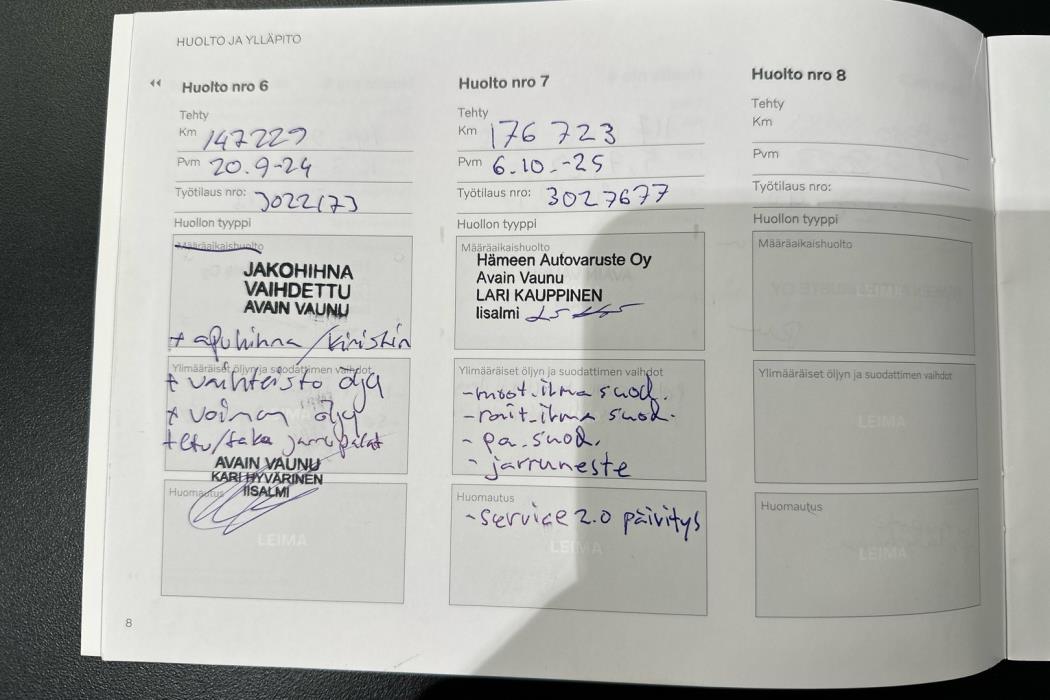 HUOLTO JA YLLÄPITO
Huolto nro 6
Tehty
Km 147229
Pvm 20.9-24
Työtilaus nro: 3022173
Huollon tyyppi
Määräaikaishuolto
JAKOHIHNA
VAIHDETTU
AVAIN VAUNU
+ apuhihna / kiristin
Ylimääräiset öljyn ja suodattimen vaihdot
+ vaihteisto öljy
+ voiman öljy
+ etu/taka jarrupalat
AVAIN VAUNU
KARI HYVÄRINEN
IISALMI
Huomautus
LEIMA
8
Huolto nro 7
Tehty
Km 176 723
Pvm 6.10.-25
Työtilaus nro: 3027677
Huollon tyyppi
Määräaikaishuolto
Hämeen Autovaruste Oy
Avain Vaunu
LARI KAUPPINEN
Iisalmi
Ylimääräiset öljyn ja suodattimen vaihdot
- moot.ilma suod.
- rait.ilma suod.
- pa. suod.
- jarruneste
Huomautus
- service 2.0 päivitys
LEIMA
Huolto nro 8
Tehty
Km
Pvm
Työtilaus nro:
Huollon tyyppi
Määräaikaishuolto
LEIMA
Ylimääräiset öljyn ja suodattimen vaihdot
LEIMA
Huomautus
LEIMA